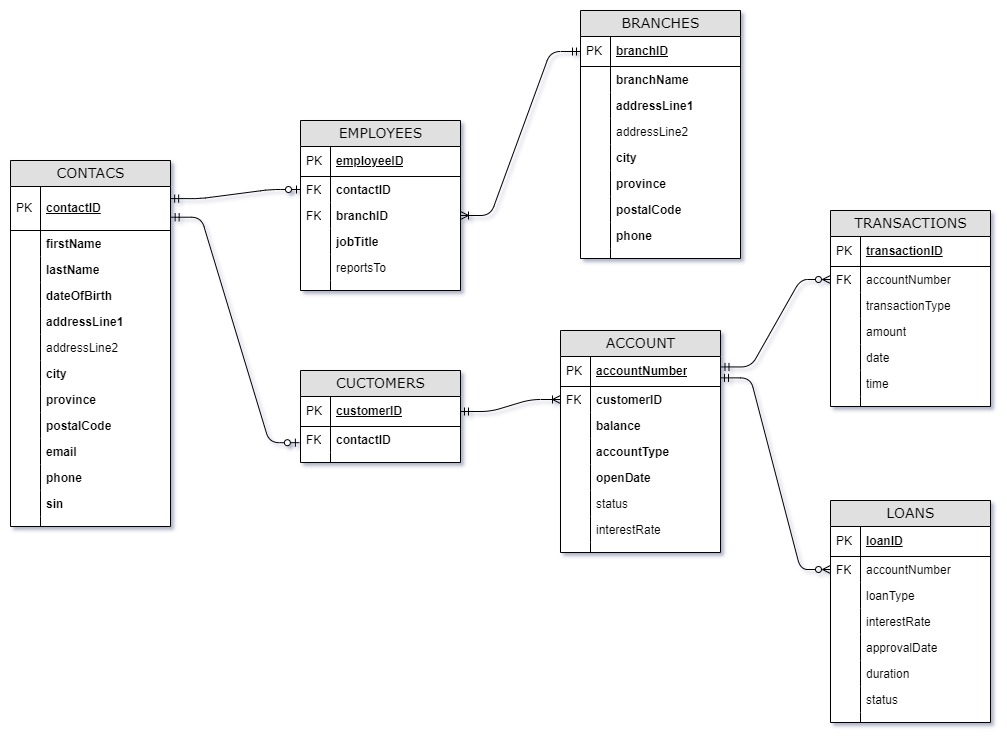 BRANCHES
PK branchID
branchName
addressLine1
addressLine2
city
province
postalCode
phone
EMPLOYEES
PK employeeID
FK contactID
FK branchID
jobTitle
reportsTo
CONTACS
PK contactID
firstName
lastName
dateOfBirth
addressLine1
addressLine2
city
province
postalCode
email
phone
sin
CUCTOMERS
PK customerID
FK contactID
ACCOUNT
PK accountNumber
FK customerID
balance
accountType
openDate
status
interestRate
TRANSACTIONS
PK transactionID
FK accountNumber
transactionType
amount
date
time
LOANS
PK loanID
FK accountNumber
loanType
interestRate
approvalDate
duration
status